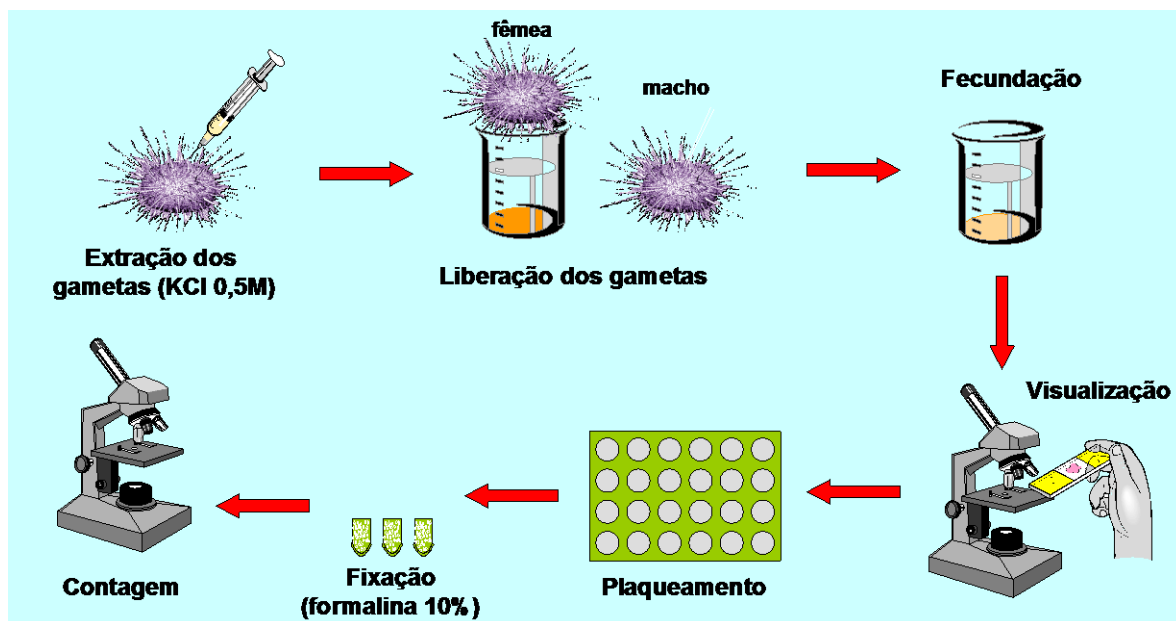 fêmea
macho
Fecundação
Extração dos
gametas (KCl 0,5M)
Liberação dos gametas
Visualização
Contagem
Fixação
(formalina 10%)
Plaqueamento